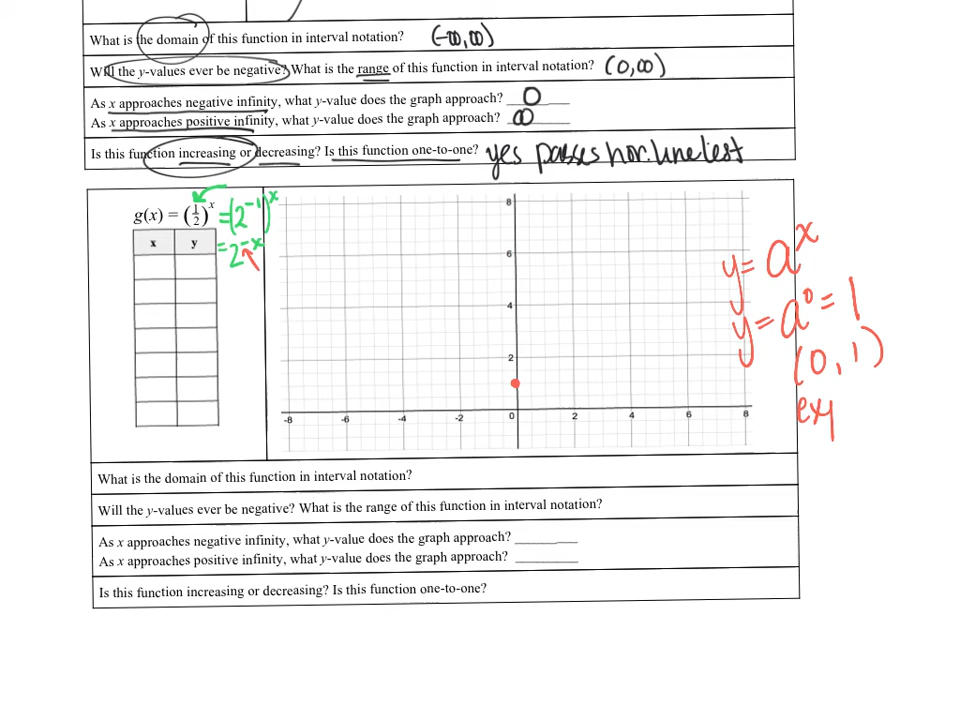 What is the domain of this function in interval notation? (-∞,∞)
Will the y-values ever be negative? What is the range of this function in interval notation? (0,∞)
As x approaches negative infinity, what y-value does the graph approach? 0
As x approaches positive infinity, what y-value does the graph approach? ∞
Is this function increasing or decreasing? Is this function one-to-one? yes passes hor. line test
g(x) = (1/2)^x = (2^-1)^x
= 2^-x
x y
8
6
4
2
-8 -6 -4 -2 0 2 4 6 8
y = a^x
y = a^0 = 1
(0, 1)
exy
What is the domain of this function in interval notation?
Will the y-values ever be negative? What is the range of this function in interval notation?
As x approaches negative infinity, what y-value does the graph approach? ________
As x approaches positive infinity, what y-value does the graph approach? ________
Is this function increasing or decreasing? Is this function one-to-one?